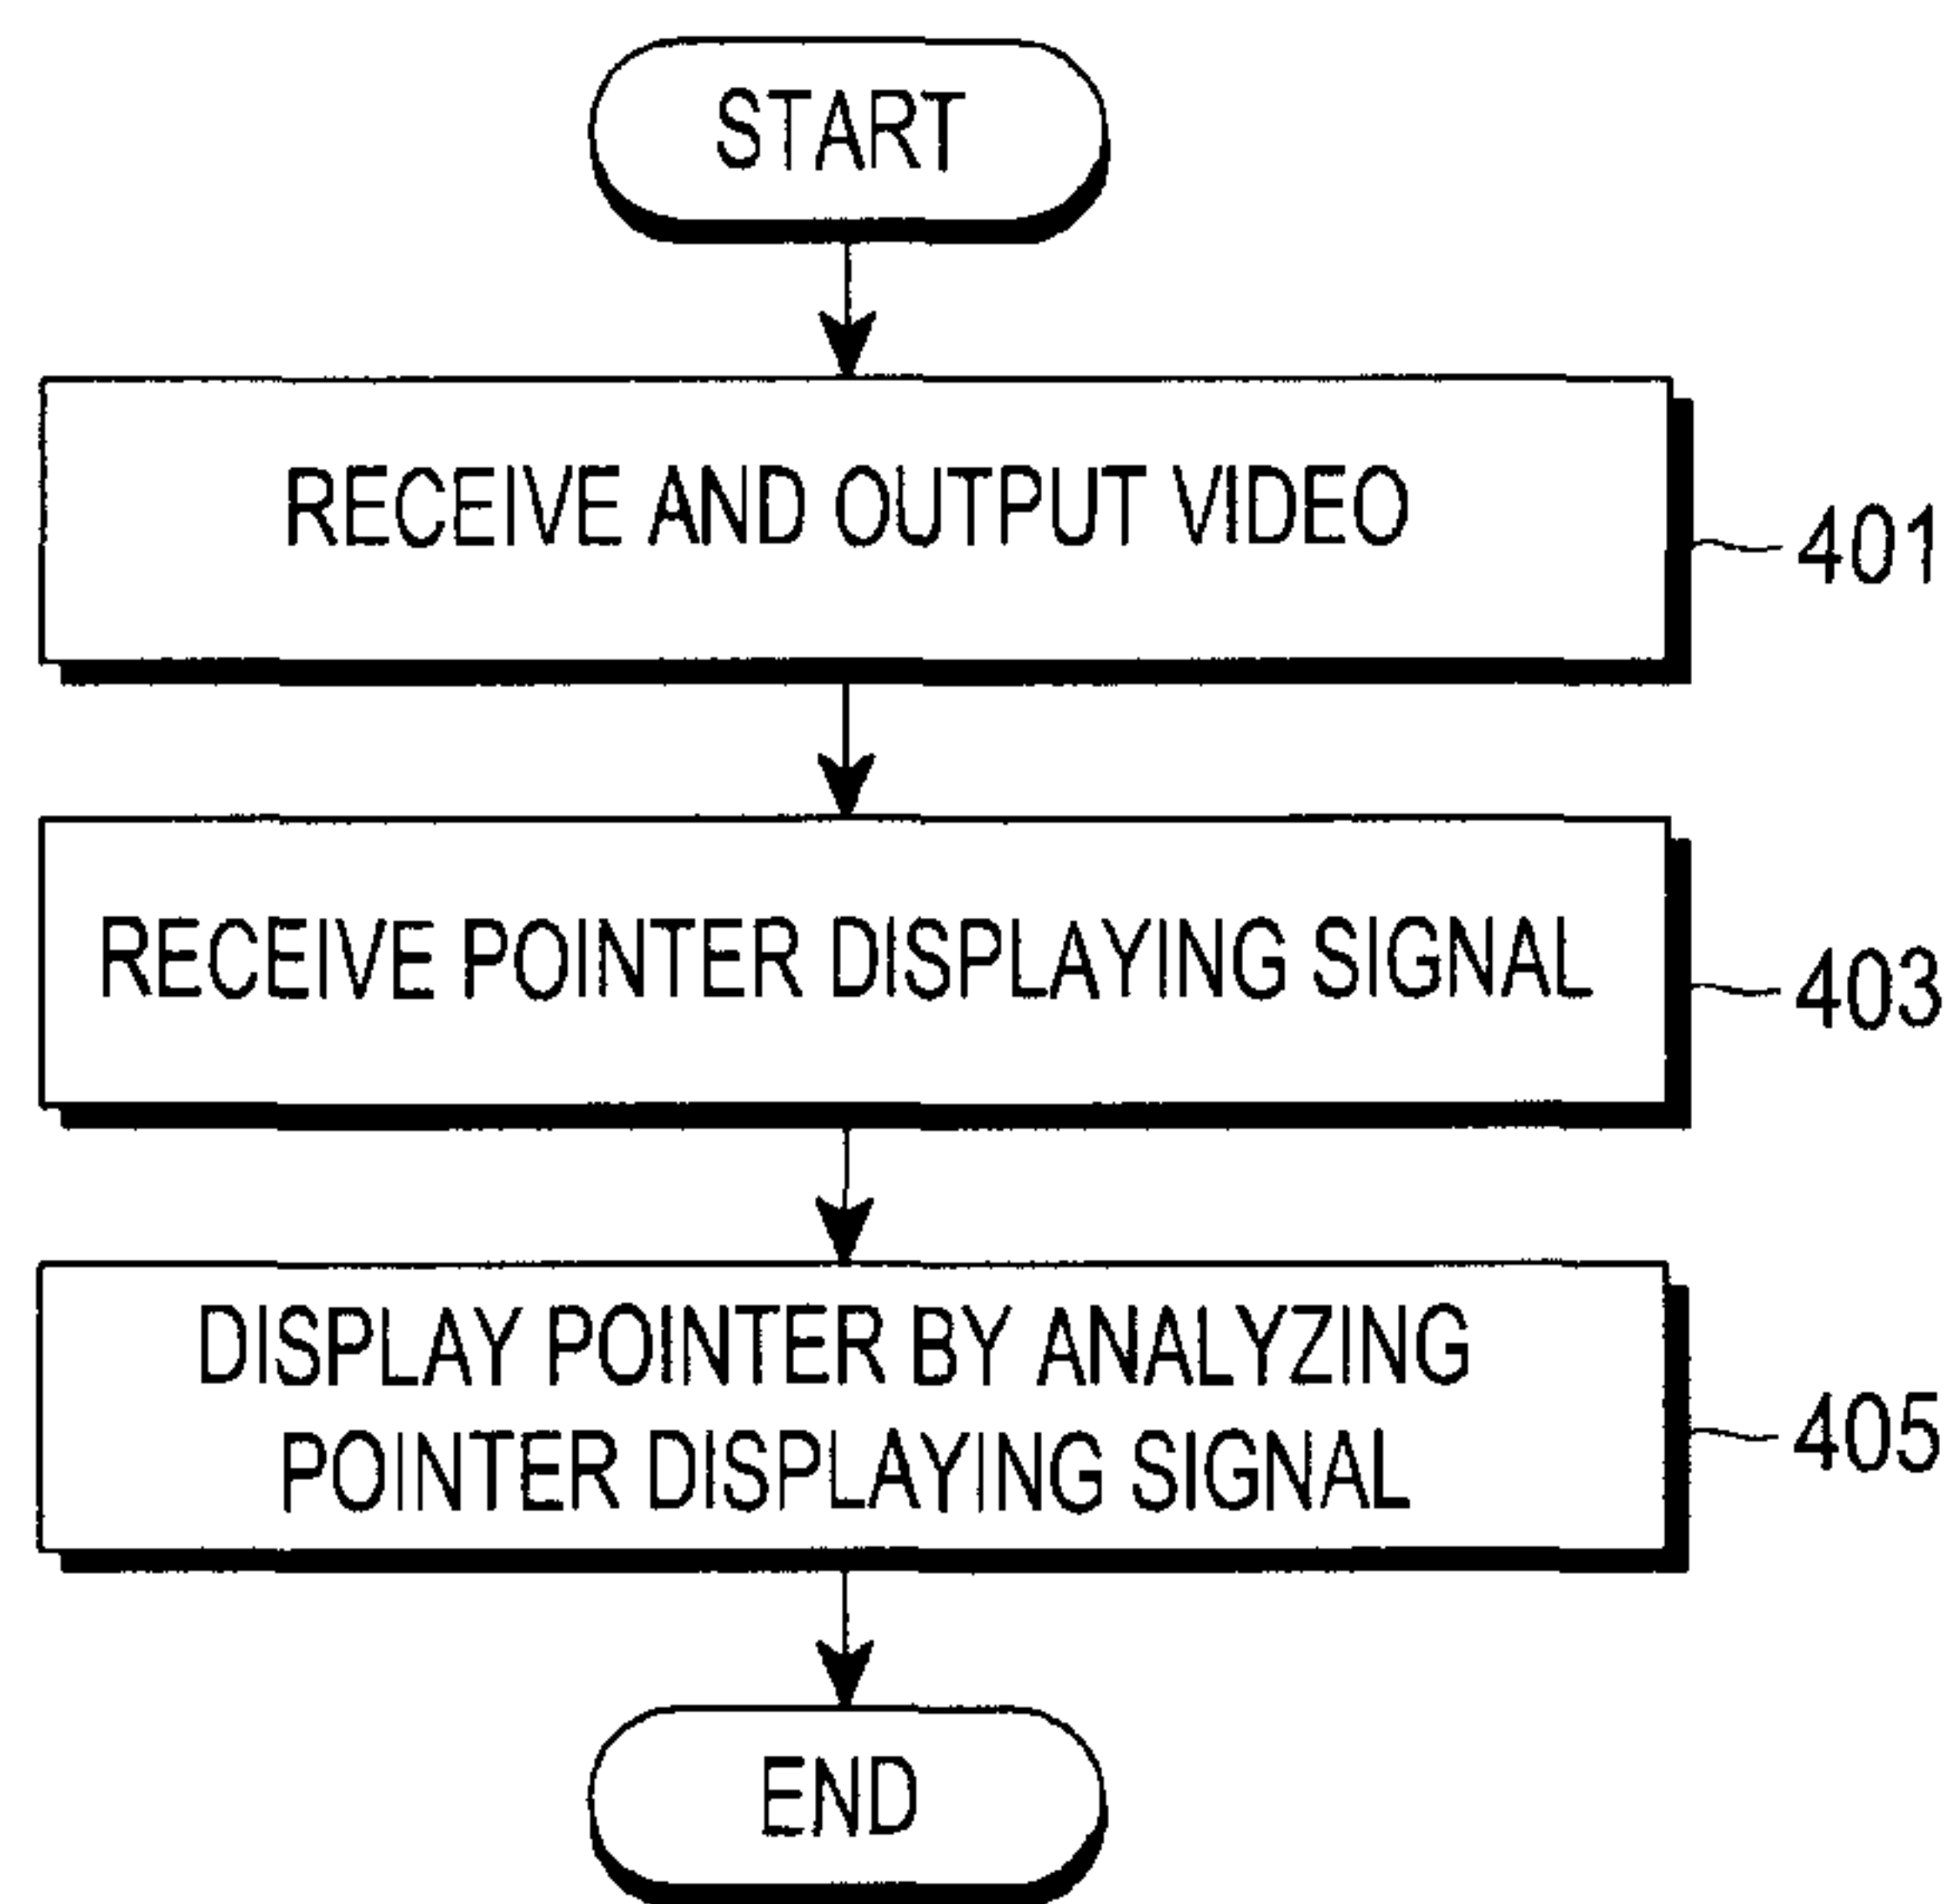 START
RECEIVE AND OUTPUT VIDEO
401
RECEIVE POINTER DISPLAYING SIGNAL
403
DISPLAY POINTER BY ANALYZING
POINTER DISPLAYING SIGNAL
405
END